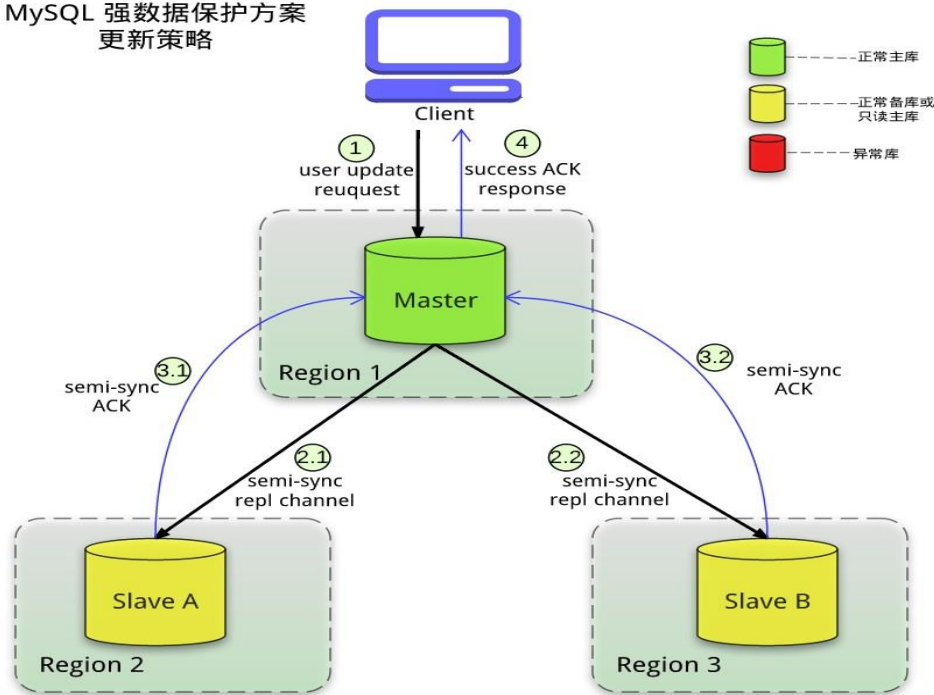 MySQL 强数据保护方案
更新策略
正常主库
正常备库或
只读主库
异常库
Client
1
user update
reuquest
4
success ACK
response
Master
Region 1
3.1
semi-sync
ACK
3.2
semi-sync
ACK
2.1
semi-sync
repl channel
2.2
semi-sync
repl channel
Slave A
Region 2
Slave B
Region 3